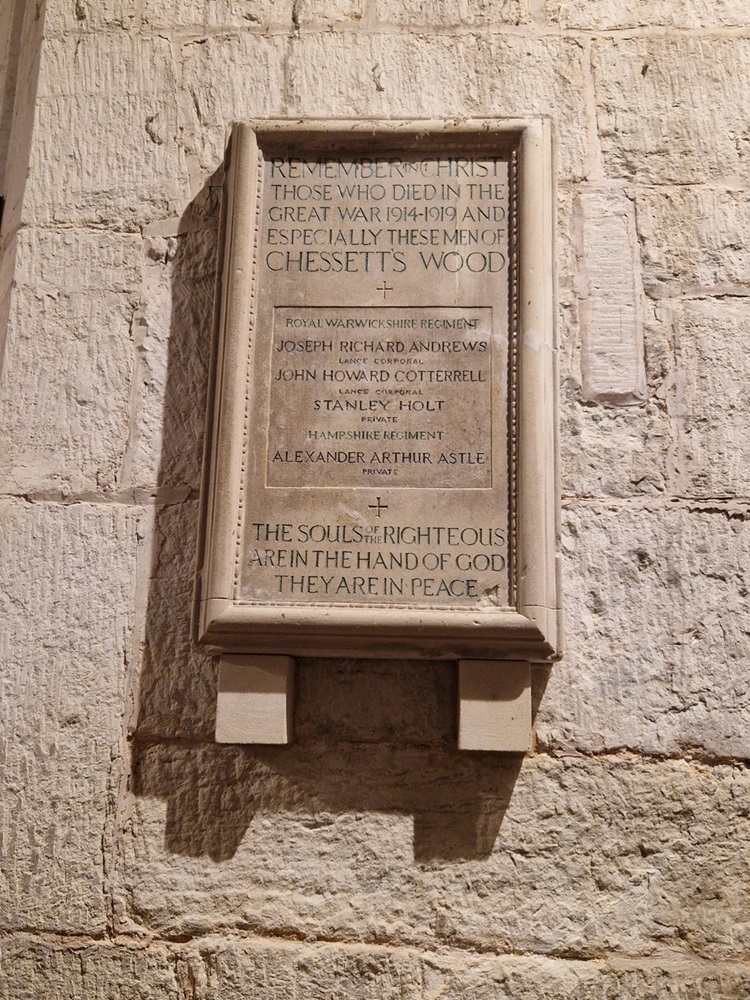 REMEMBER IN CHRIST
THOSE WHO DIED IN THE
GREAT WAR 1914-1919 AND
ESPECIALLY THESE MEN OF
CHESSETT'S WOOD
ROYAL WARWICKSHIRE REGIMENT
JOSEPH RICHARD ANDREWS
LANCE CORPORAL
JOHN HOWARD COTTERRELL
LANCE CORPORAL
STANLEY HOLT
PRIVATE
HAMPSHIRE REGIMENT
ALEXANDER ARTHUR ASTLE
PRIVATE
THE SOULS OF THE RIGHTEOUS
ARE IN THE HAND OF GOD
THEY ARE IN PEACE